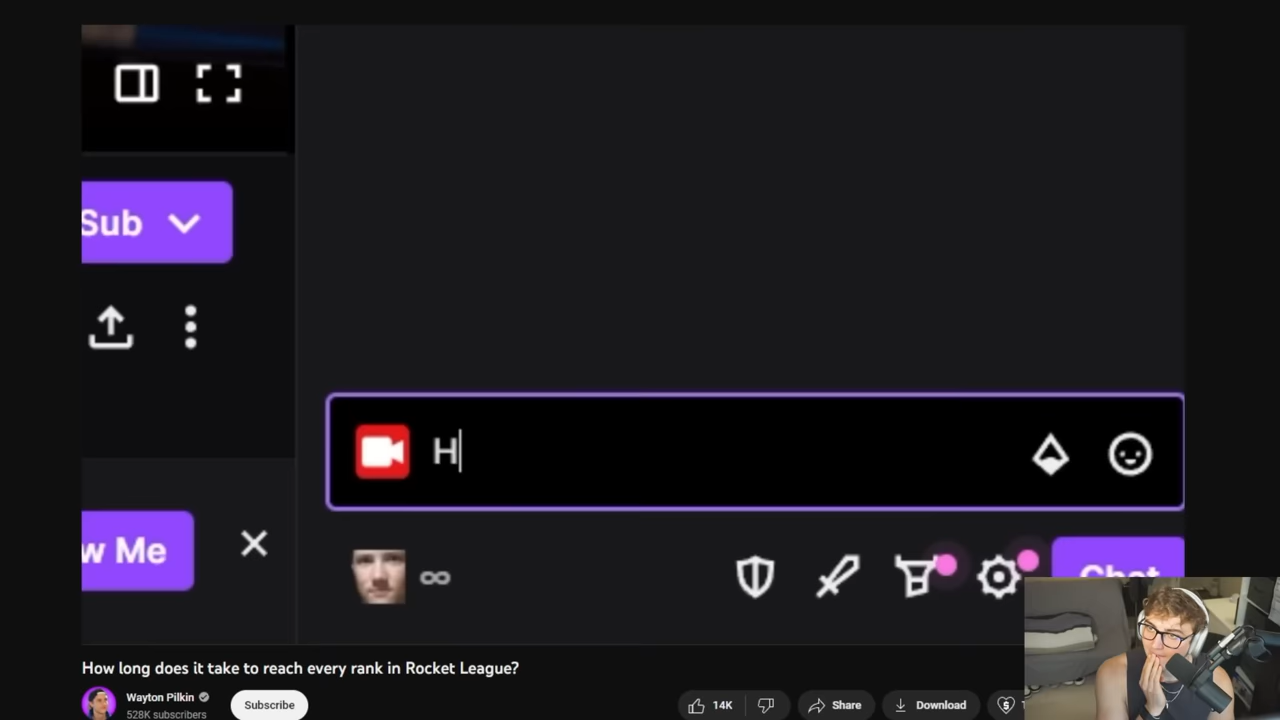 Sub
H
w Me
∞
Chat
How long does it take to reach every rank in Rocket League?
Wayton Pilkin
528K subscribers
Subscribe
14K
Share
Download